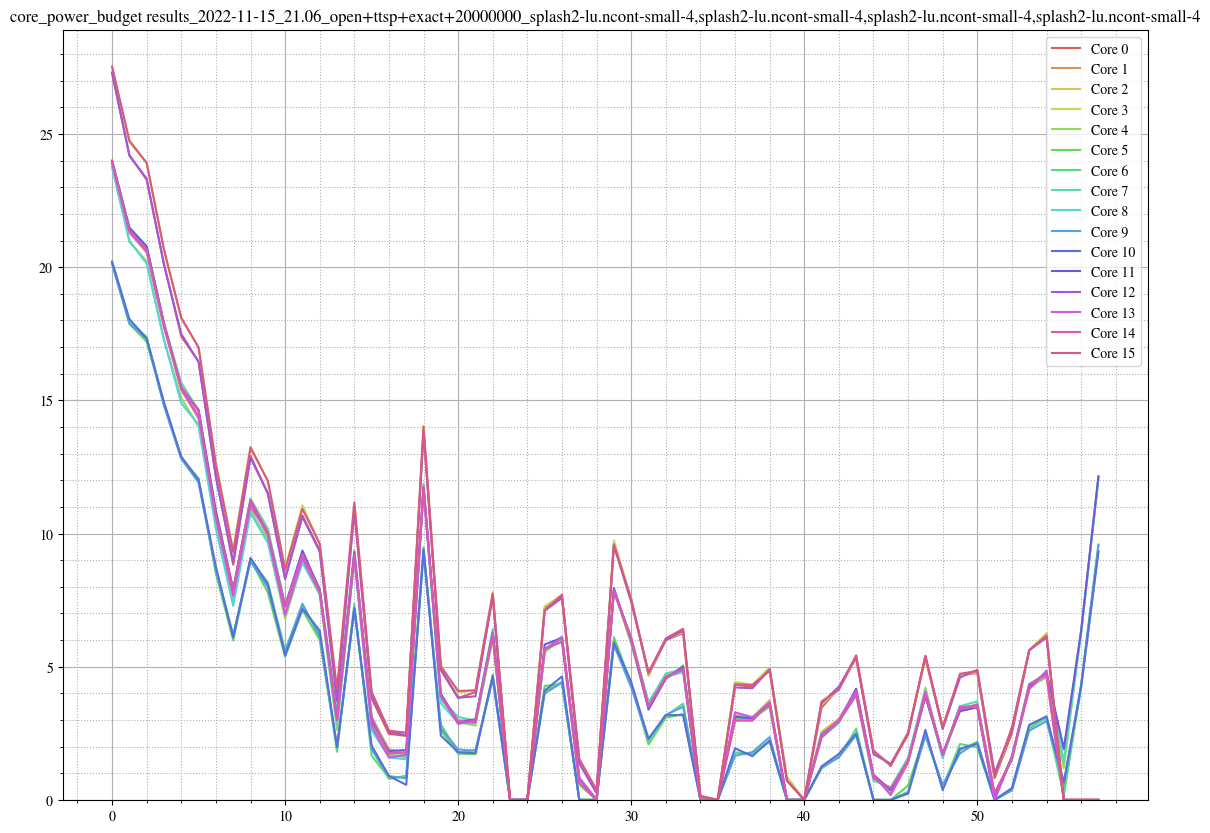 core_power_budget results_2022-11-15_21.06_open+ttsp+exact+20000000_splash2-lu.ncont-small-4,splash2-lu.ncont-small-4,splash2-lu.ncont-small-4,splash2-lu.ncont-small-4
Core 0
Core 1
Core 2
Core 3
Core 4
Core 5
Core 6
Core 7
Core 8
Core 9
Core 10
Core 11
Core 12
Core 13
Core 14
Core 15
25
20
15
10
5
0
0
10
20
30
40
50